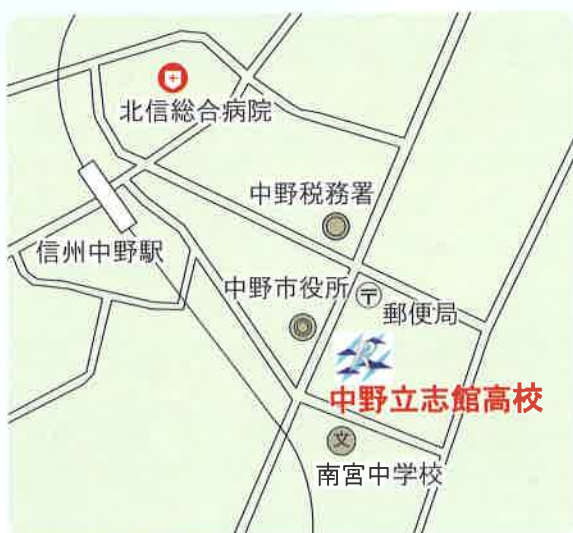 北信総合病院
中野税務署
信州中野駅
中野市役所
〒
郵便局
中野立志館高校
文
南宮中学校